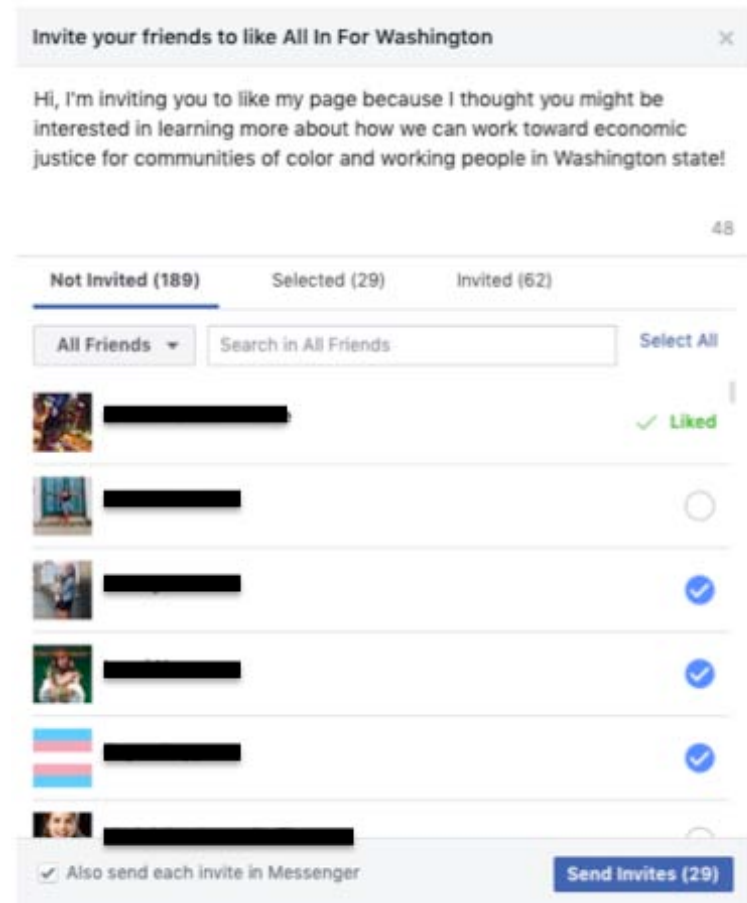 Invite your friends to like All In For Washington
Hi, I'm inviting you to like my page because I thought you might be
interested in learning more about how we can work toward economic
justice for communities of color and working people in Washington state!
48
Not Invited (189) Selected (29) Invited (62)
All Friends Search in All Friends Select All
Liked
Also send each invite in Messenger Send Invites (29)